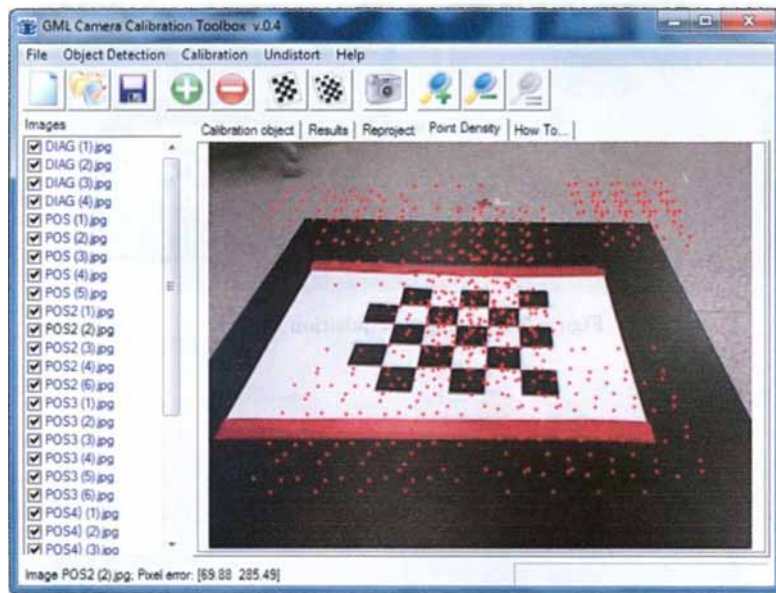 GML Camera Calibration Toolbox v.0.4
File Object Detection Calibration Undistort Help
Images
Calibration object Results Reproject Point Density How To...
DIAG (1).jpg
DIAG (2).jpg
DIAG (3).jpg
DIAG (4).jpg
POS (1).jpg
POS (2).jpg
POS (3).jpg
POS (4).jpg
POS (5).jpg
POS2 (1).jpg
POS2 (2).jpg
POS2 (3).jpg
POS2 (4).jpg
POS2 (6).jpg
POS3 (1).jpg
POS3 (2).jpg
POS3 (3).jpg
POS3 (4).jpg
POS3 (5).jpg
POS3 (6).jpg
POS4) (1).jpg
POS4) (2).jpg
POS4) (3).jpg
Image POS2 (2).jpg; Pixel error: [69.88 285.49]